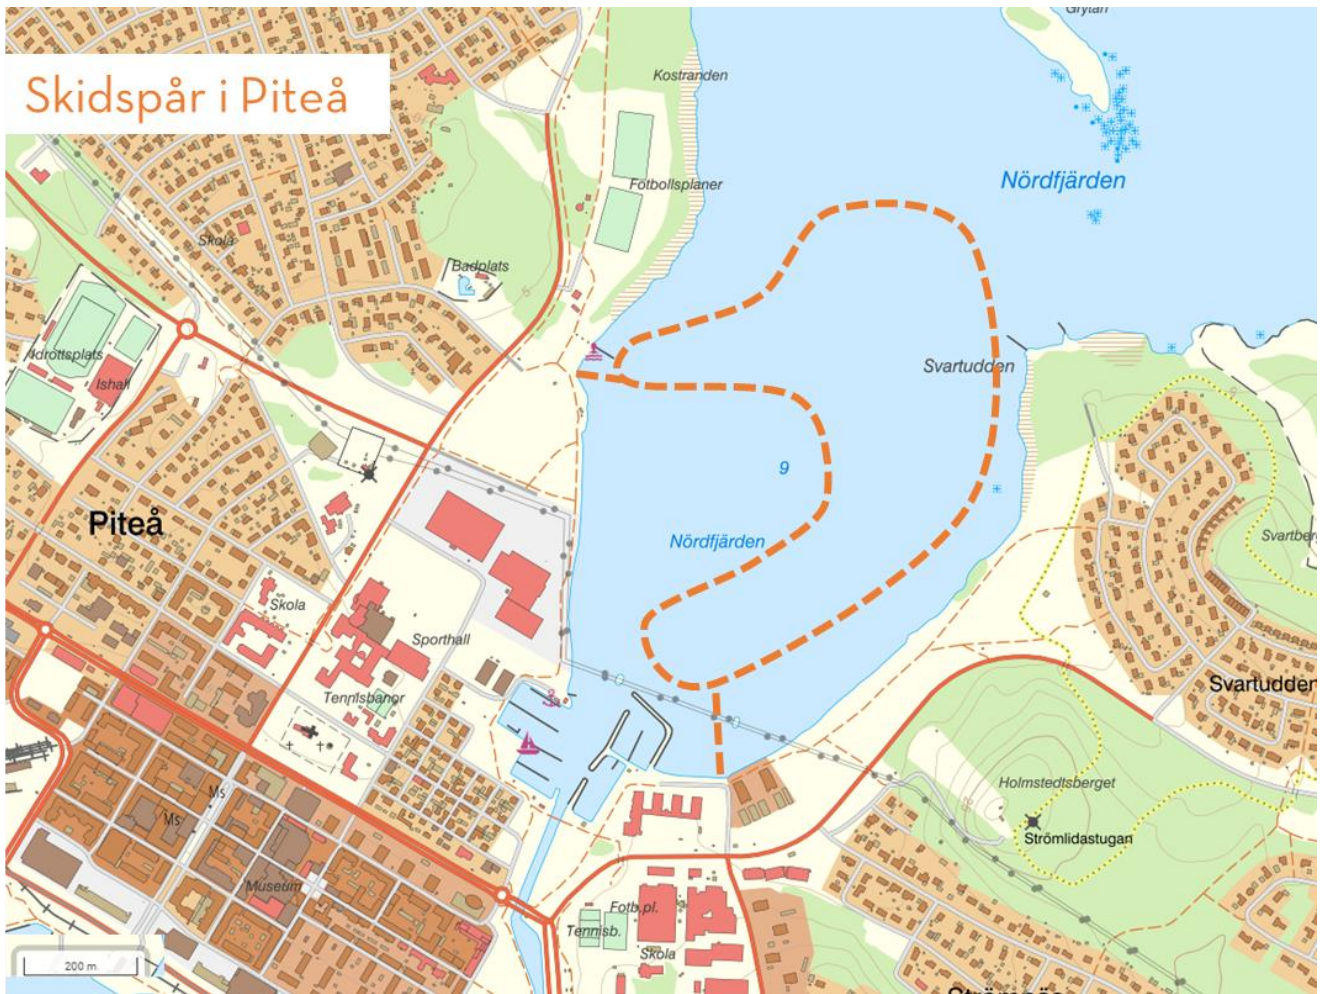 Grytan
Kostranden
Skidspår i Piteå
Nördfjärden
Fotbollsplaner
Skola
Badplats
Idrottsplats
Ishall
Svartudden
9
Piteå
Nördfjärden
Skola
Sporthall
Svartudden
Tennisbanor
Holmstedtsberget
Ms
Ms
Strömlidastugan
Museum
Fotb.pl.
Tennisb.
Skola
200 m